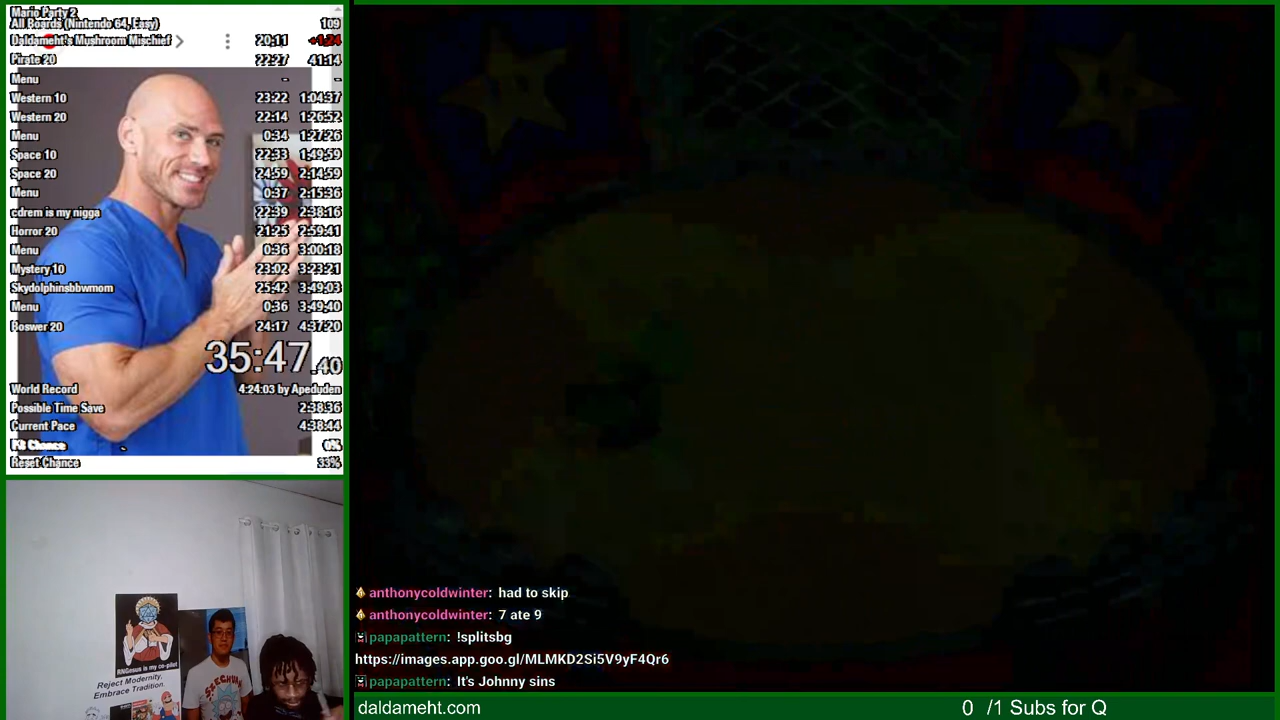 Mario Party 2
All Boards (Nintendo 64, Easy) 109
Daldameht's Mushroom Mischief 20:11 +1:24
Pirate 20 22:27 41:14
Menu - -
Western 10 23:22 1:04:37
Western 20 22:14 1:26:52
Menu 0:34 1:27:26
Space 10 22:33 1:49:59
Space 20 24:59 2:14:59
Menu 0:37 2:15:36
cdrem is my nigga 22:39 2:38:16
Horror 20 21:25 2:59:41
Menu 0:36 3:00:18
Mystery 10 23:02 3:23:21
Skydolphinsbbwmom 25:42 3:49:03
Menu 0:36 3:49:40
Boswer 20 24:17 4:37:20
35:47.40
World Record 4:24:03 by Apeduden
Possible Time Save 2:38:36
Current Pace 4:38:44
PB Chance 0%
Reset Chance 33%
RNGesus is my co-pilot
Reject Modernity,
Embrace Tradition.
anthonycoldwinter: had to skip
anthonycoldwinter: 7 ate 9
papapattern: !splitsbg
https://images.app.goo.gl/MLMKD2Si5V9yF4Qr6
papapattern: It's Johnny sins
daldameht.com 0 /1 Subs for Q